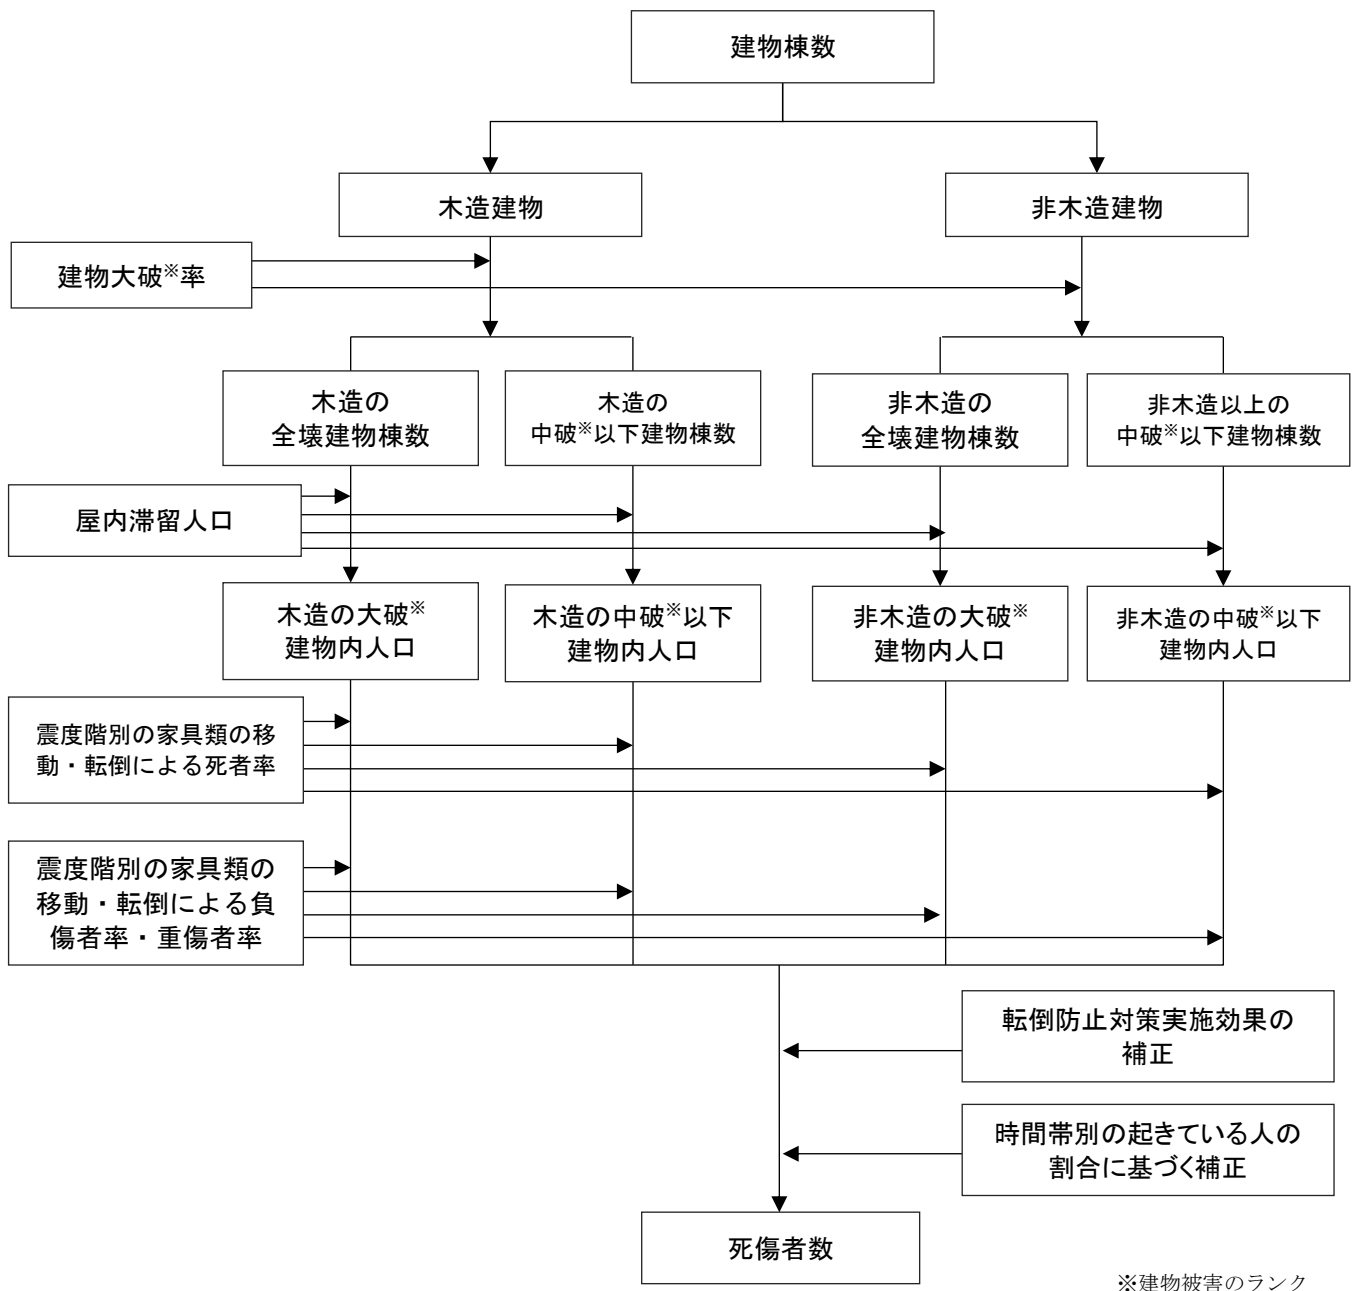 建物棟数
木造建物
非木造建物
建物大破※率
木造の
全壊建物棟数
木造の
中破※以下建物棟数
非木造の
全壊建物棟数
非木造以上の
中破※以下建物棟数
屋内滞留人口
木造の大破※
建物内人口
木造の中破※以下
建物内人口
非木造の大破※
建物内人口
非木造の中破※以下
建物内人口
震度階別の家具類の移
動・転倒による死者率
震度階別の家具類の
移動・転倒による負
傷者率・重傷者率
転倒防止対策実施効果の
補正
時間帯別の起きている人の
割合に基づく補正
死傷者数
※建物被害のランク